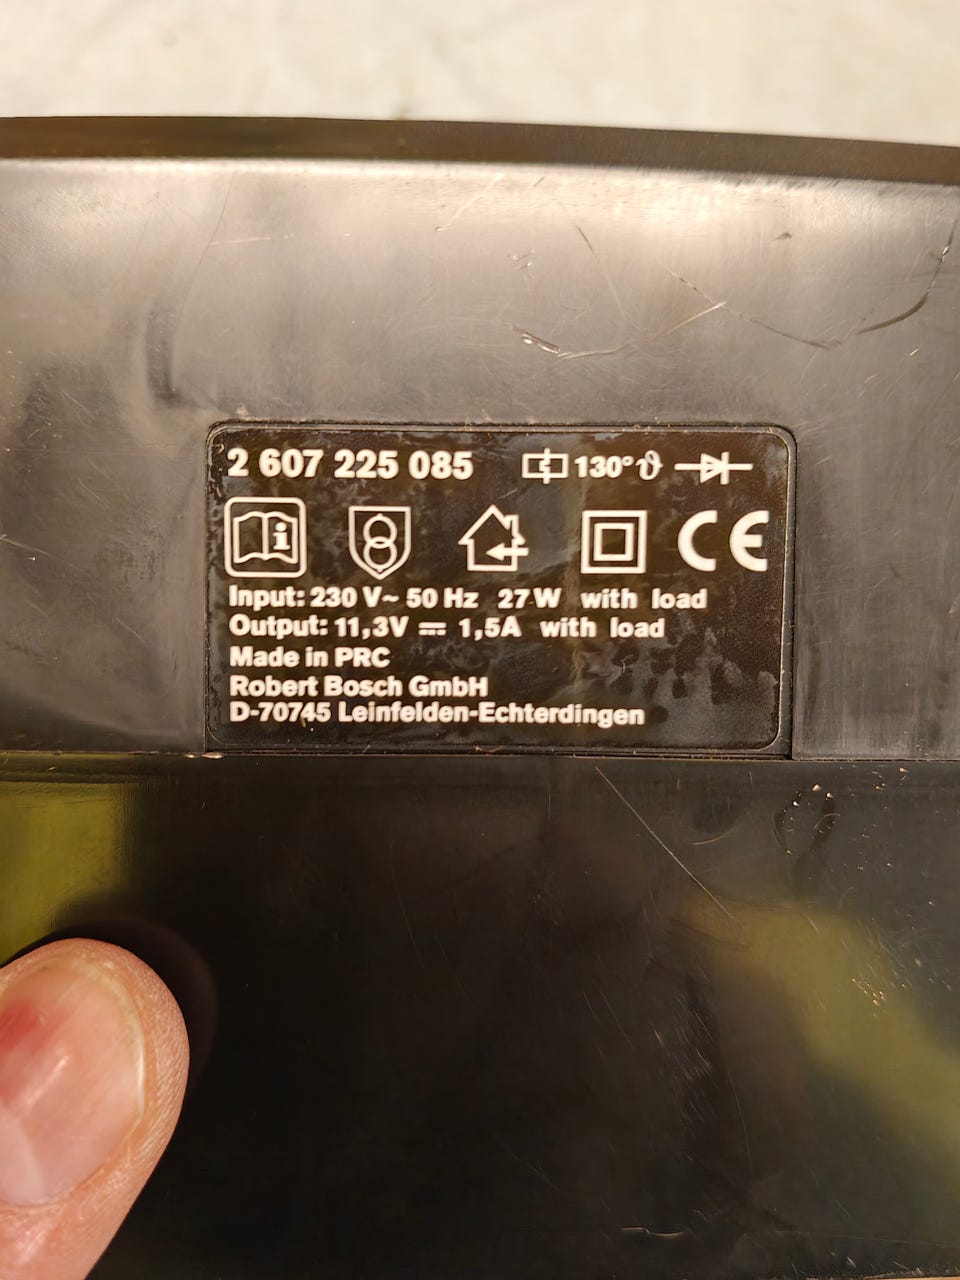 2 607 225 085 130° ϑ
i
CE
Input: 230 V~ 50 Hz 27 W with load
Output: 11,3V ⎓ 1,5A with load
Made in PRC
Robert Bosch GmbH
D-70745 Leinfelden-Echterdingen